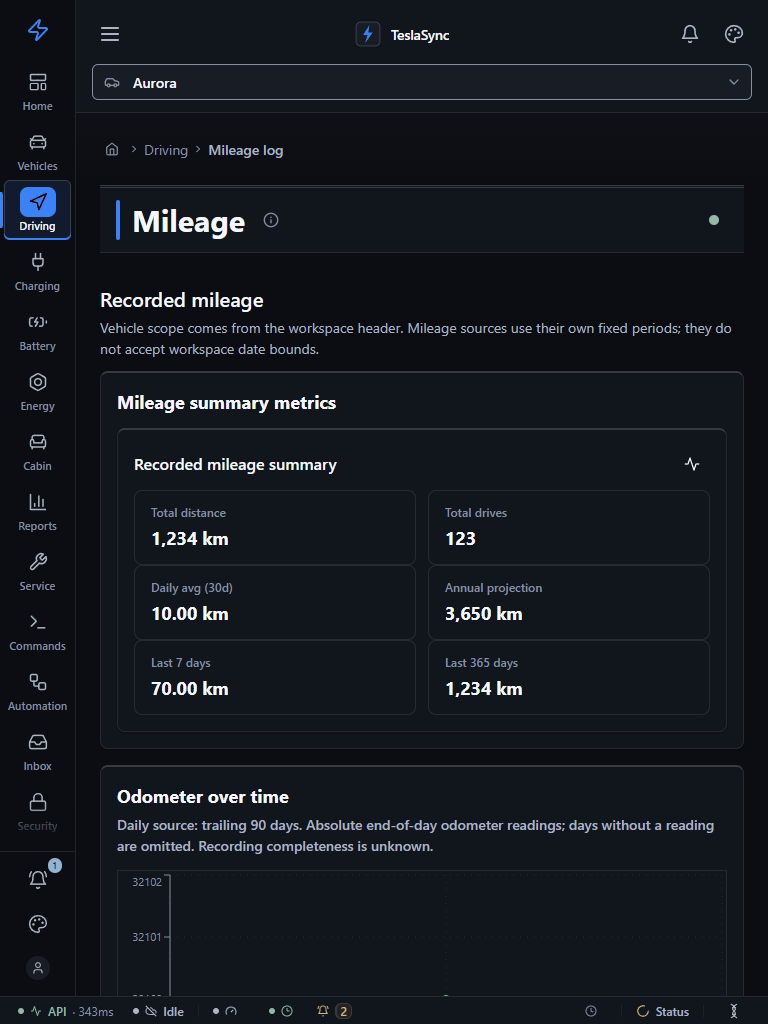 TeslaSync
Aurora
Home
Vehicles
Driving
Charging
Battery
Energy
Cabin
Reports
Service
Commands
Automation
Inbox
Security
1
Driving
Mileage log
Mileage
Recorded mileage
Vehicle scope comes from the workspace header. Mileage sources use their own fixed periods; they do
not accept workspace date bounds.
Mileage summary metrics
Recorded mileage summary
Total distance
1,234 km
Total drives
123
Daily avg (30d)
10.00 km
Annual projection
3,650 km
Last 7 days
70.00 km
Last 365 days
1,234 km
Odometer over time
Daily source: trailing 90 days. Absolute end-of-day odometer readings; days without a reading
are omitted. Recording completeness is unknown.
32102
32101
API · 343ms
Idle
2
Status